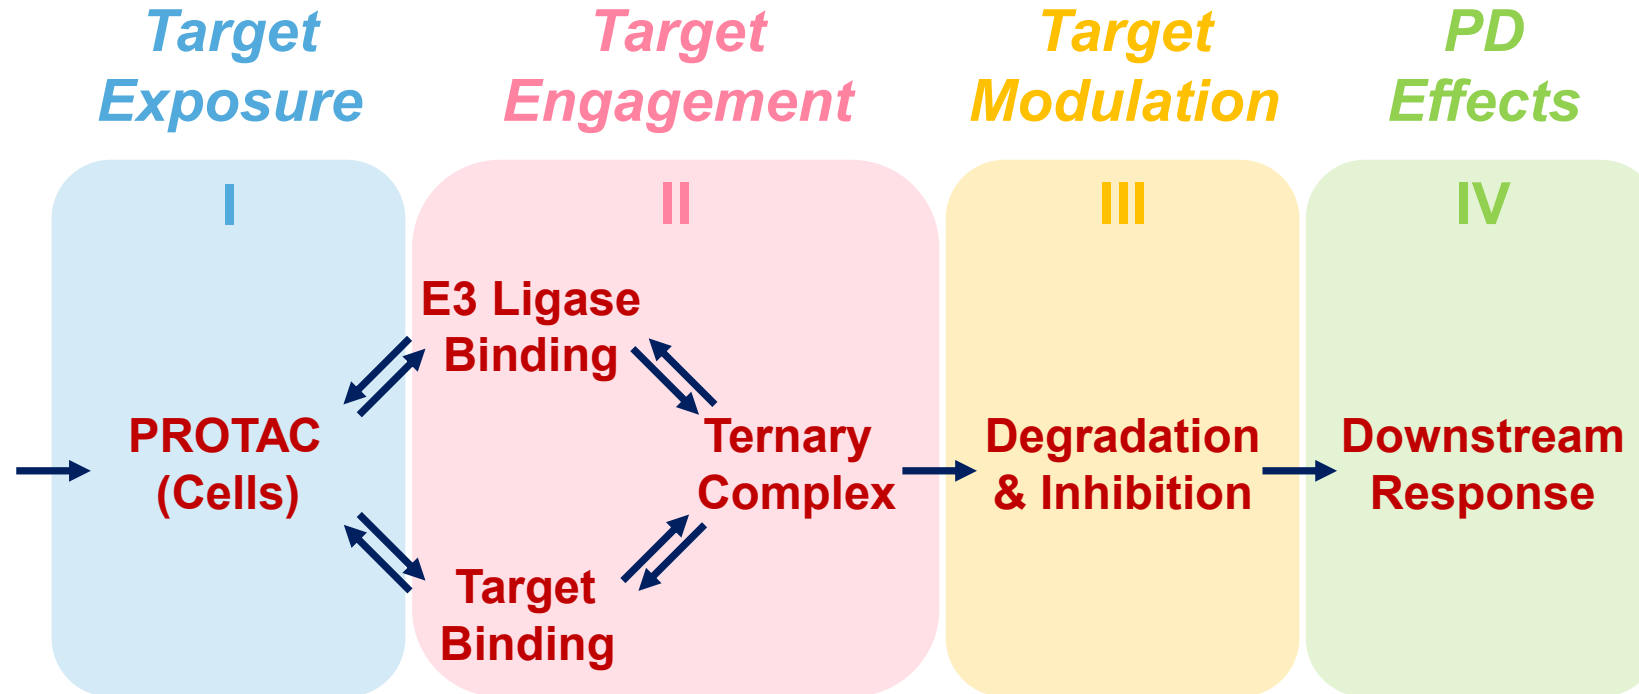 Target
Exposure
Target
Engagement
Target
Modulation
PD
Effects
I
II
III
IV
E3 Ligase
Binding
PROTAC
(Cells)
Ternary
Complex
Degradation
& Inhibition
Downstream
Response
Target
Binding